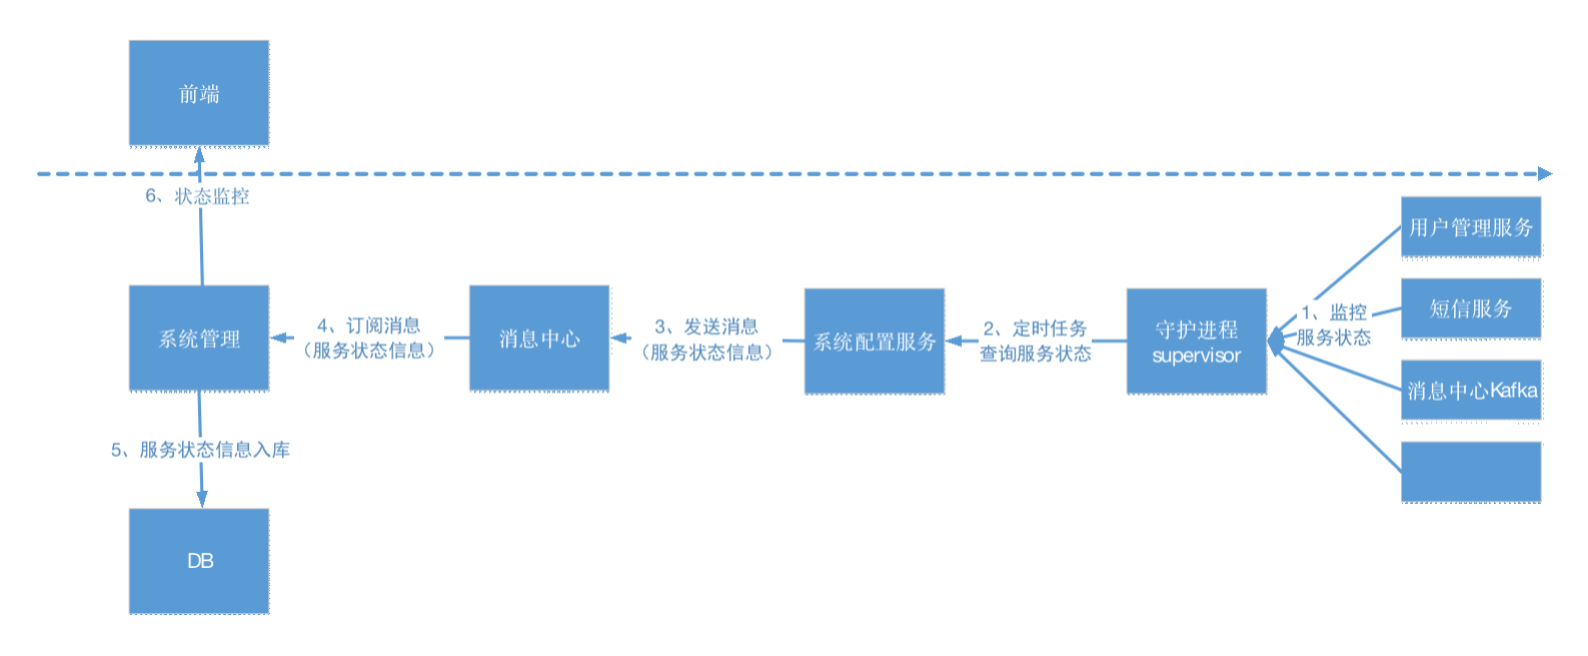 前端
6、状态监控
用户管理服务
短信服务
1、监控
服务状态
消息中心Kafka
系统管理
4、订阅消息
（服务状态信息）
消息中心
3、发送消息
（服务状态信息）
系统配置服务
2、定时任务
查询服务状态
守护进程
supervisor
5、服务状态信息入库
DB